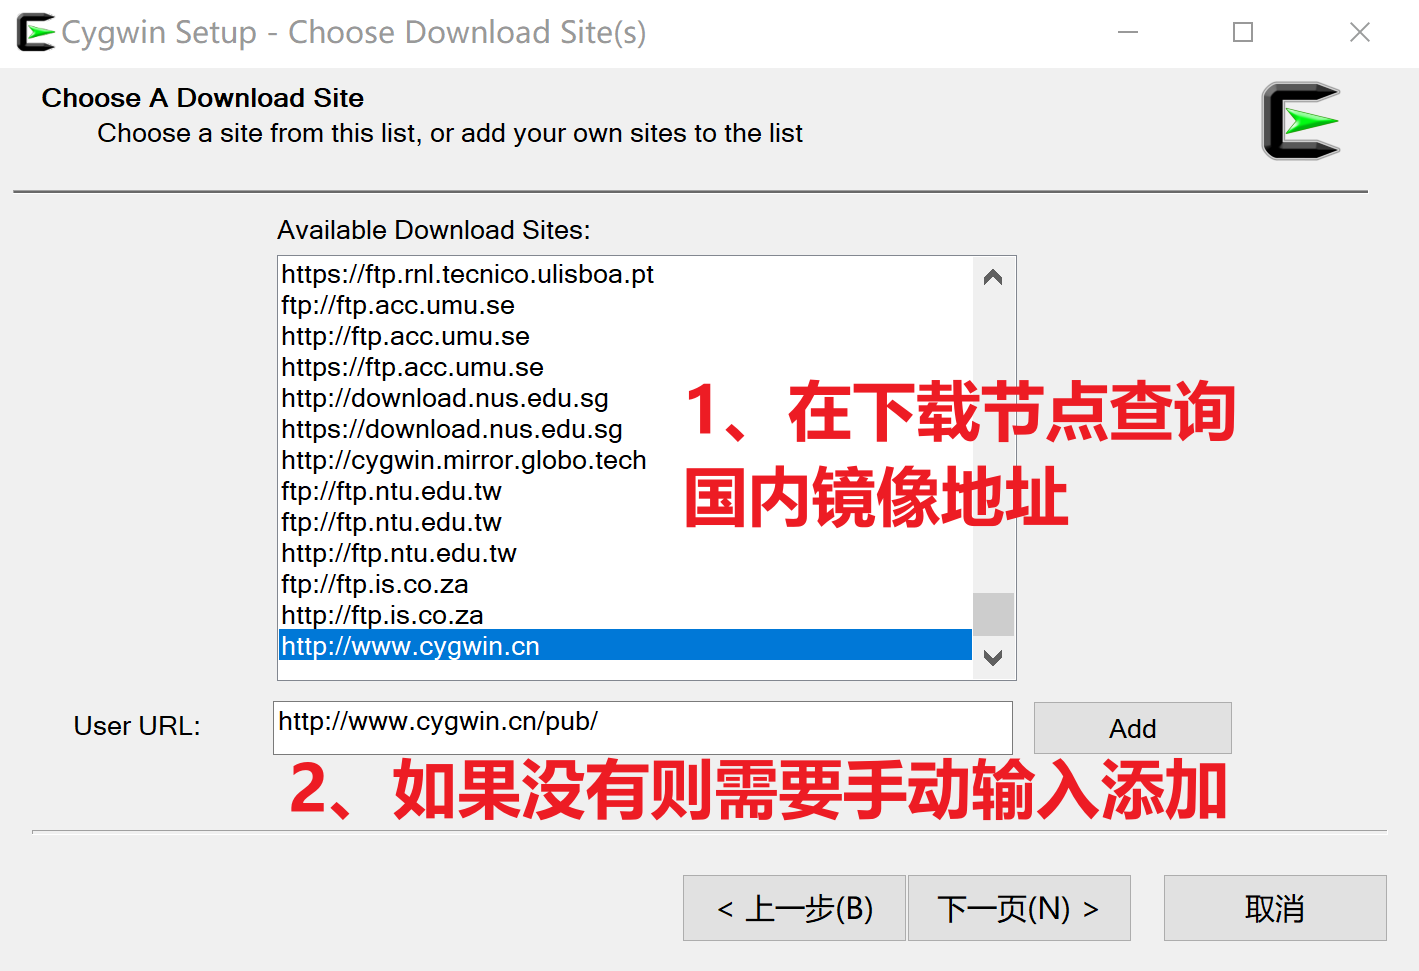 Cygwin Setup - Choose Download Site(s)
Choose A Download Site
Choose a site from this list, or add your own sites to the list
Available Download Sites:
https://ftp.rnl.tecnico.ulisboa.pt
ftp://ftp.acc.umu.se
http://ftp.acc.umu.se
https://ftp.acc.umu.se
http://download.nus.edu.sg
https://download.nus.edu.sg
http://cygwin.mirror.globo.tech
ftp://ftp.ntu.edu.tw
ftp://ftp.ntu.edu.tw
http://ftp.ntu.edu.tw
ftp://ftp.is.co.za
http://ftp.is.co.za
http://www.cygwin.cn
1、在下载节点查询
国内镜像地址
User URL:
http://www.cygwin.cn/pub/
Add
2、如果没有则需要手动输入添加
< 上一步(B)
下一页(N) >
取消